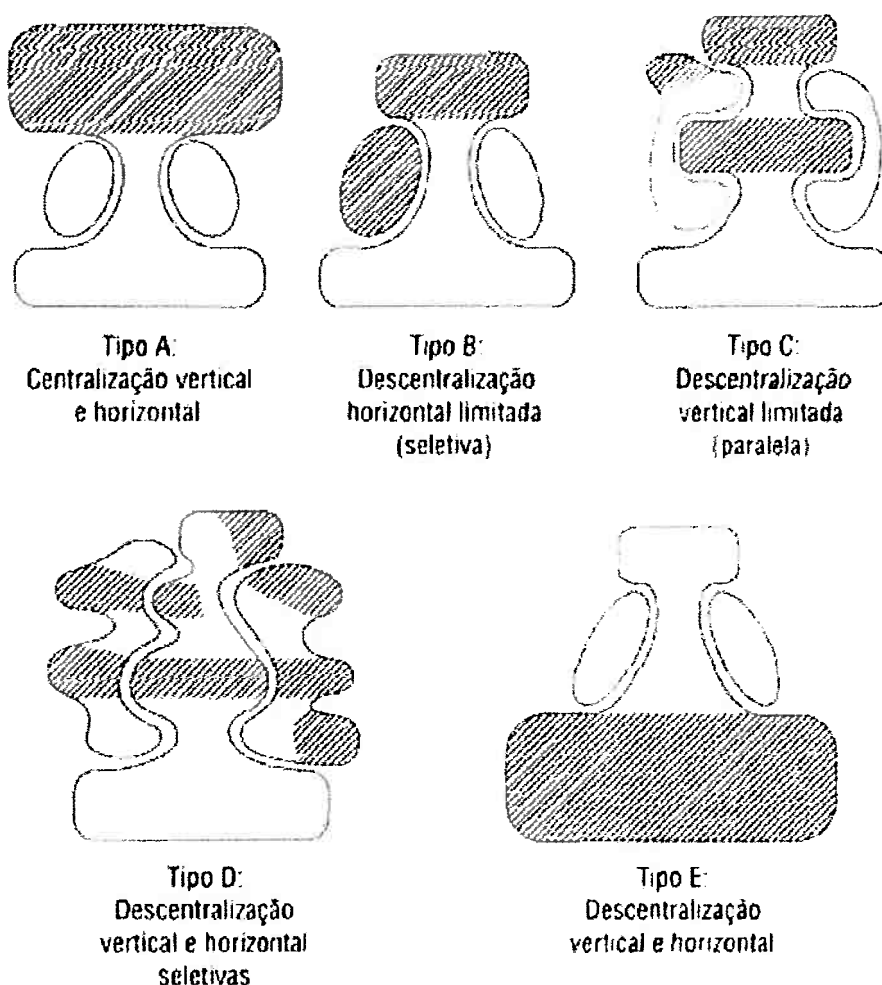 Tipo A:
Centralização vertical
e horizontal
Tipo B:
Descentralização
horizontal limitada
(seletiva)
Tipo C:
Descentralização
vertical limitada
(paralela)
Tipo D:
Descentralização
vertical e horizontal
seletivas
Tipo E:
Descentralização
vertical e horizontal